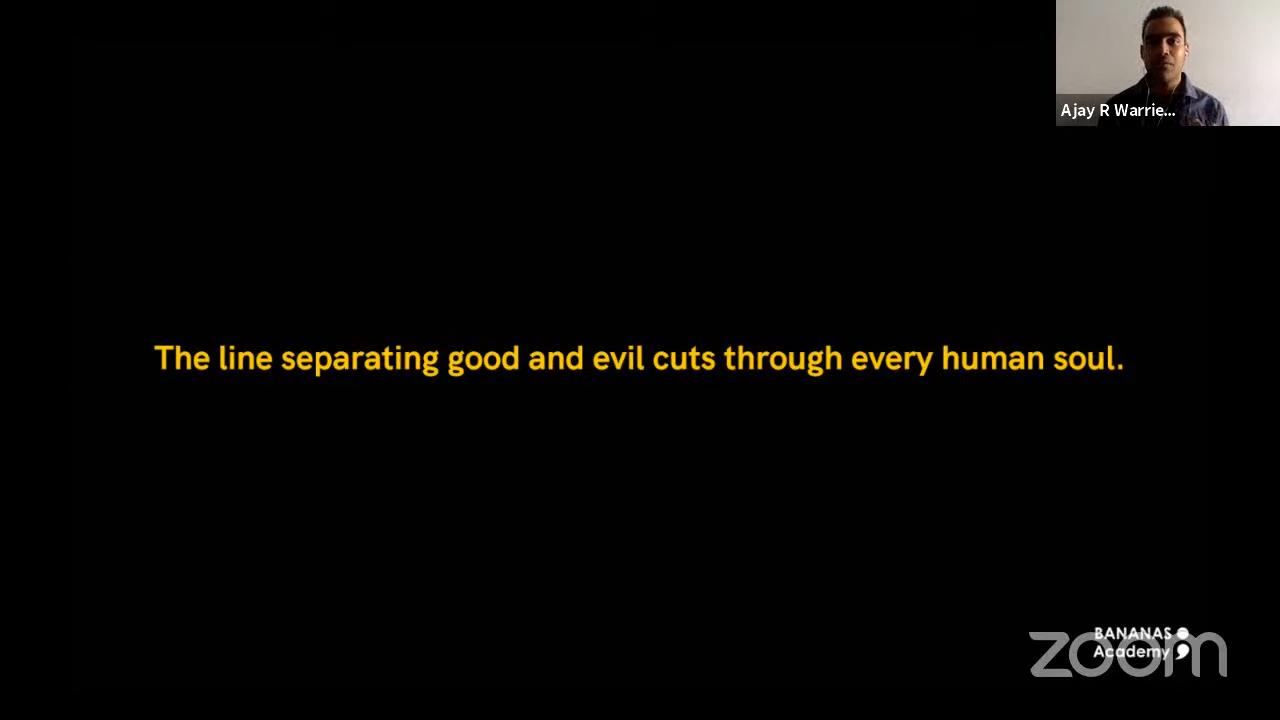 Ajay R Warrie...
The line separating good and evil cuts through every human soul.
BANANAS
Academy
zoom